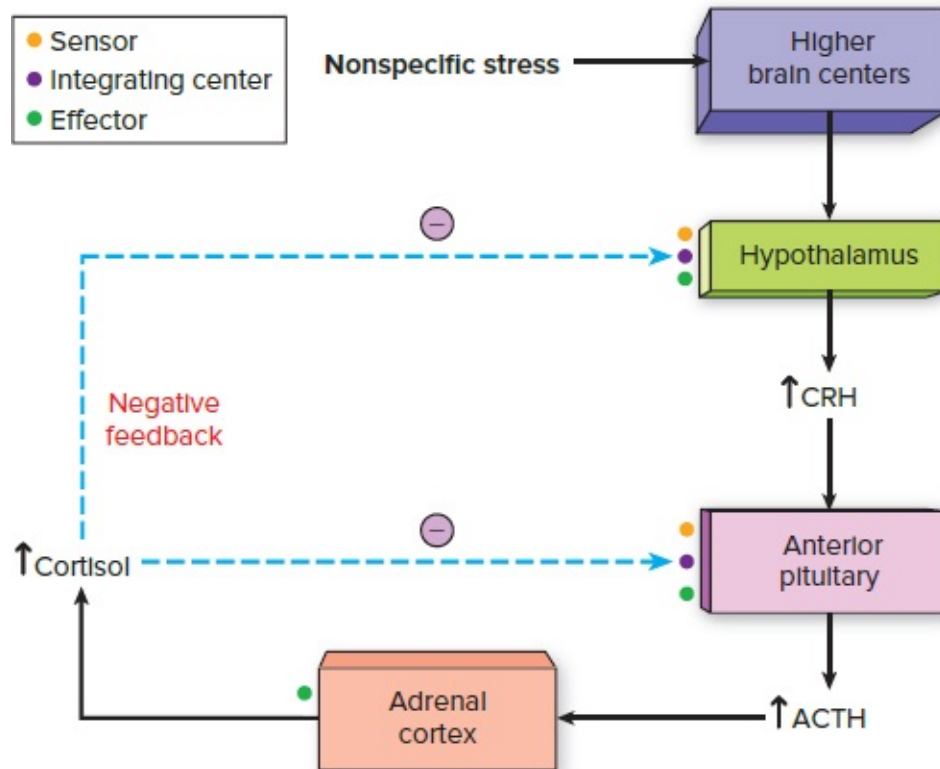 Sensor
Integrating center
Effector
Nonspecific stress
Higher
brain centers
−
Hypothalamus
↑CRH
Negative
feedback
−
Anterior
pituitary
↑Cortisol
Adrenal
cortex
↑ACTH